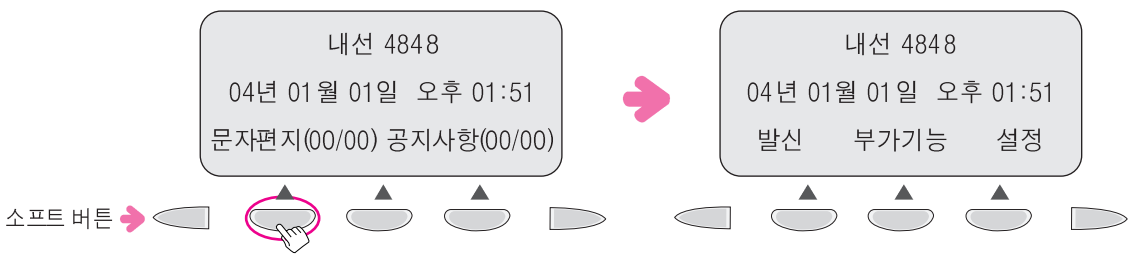 내선 4848
04년 01월 01일 오후 01:51
문자편지(00/00) 공지사항(00/00)
소프트 버튼
내선 4848
04년 01월 01일 오후 01:51
발신 부가기능 설정